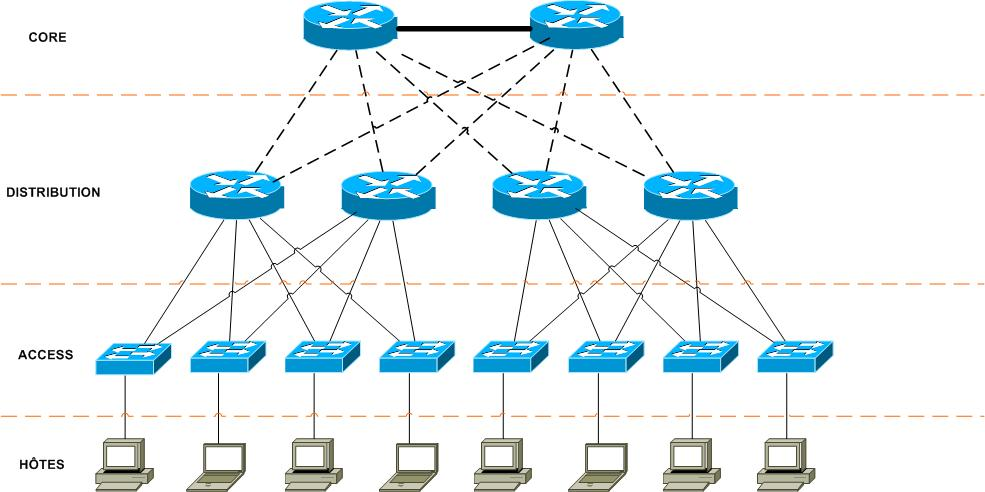 CORE
DISTRIBUTION
ACCESS
HÔTES